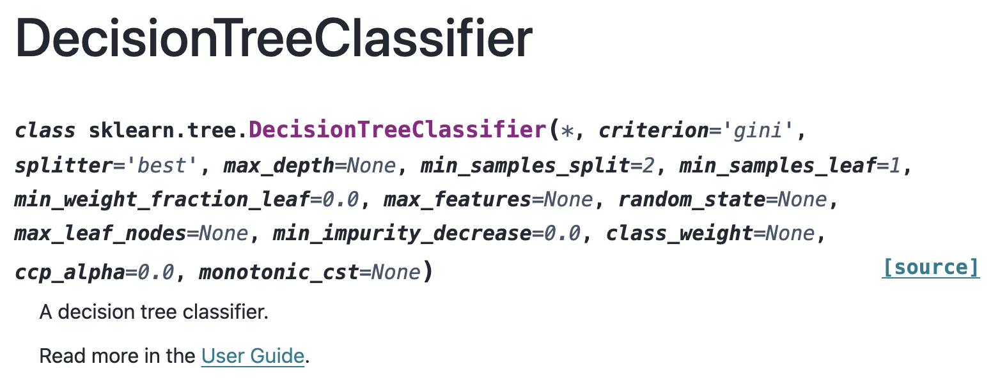 DecisionTreeClassifier
class sklearn.tree.DecisionTreeClassifier(*, criterion='gini',
splitter='best', max_depth=None, min_samples_split=2, min_samples_leaf=1,
min_weight_fraction_leaf=0.0, max_features=None, random_state=None,
max_leaf_nodes=None, min_impurity_decrease=0.0, class_weight=None,
ccp_alpha=0.0, monotonic_cst=None) [source]
A decision tree classifier.
Read more in the User Guide.